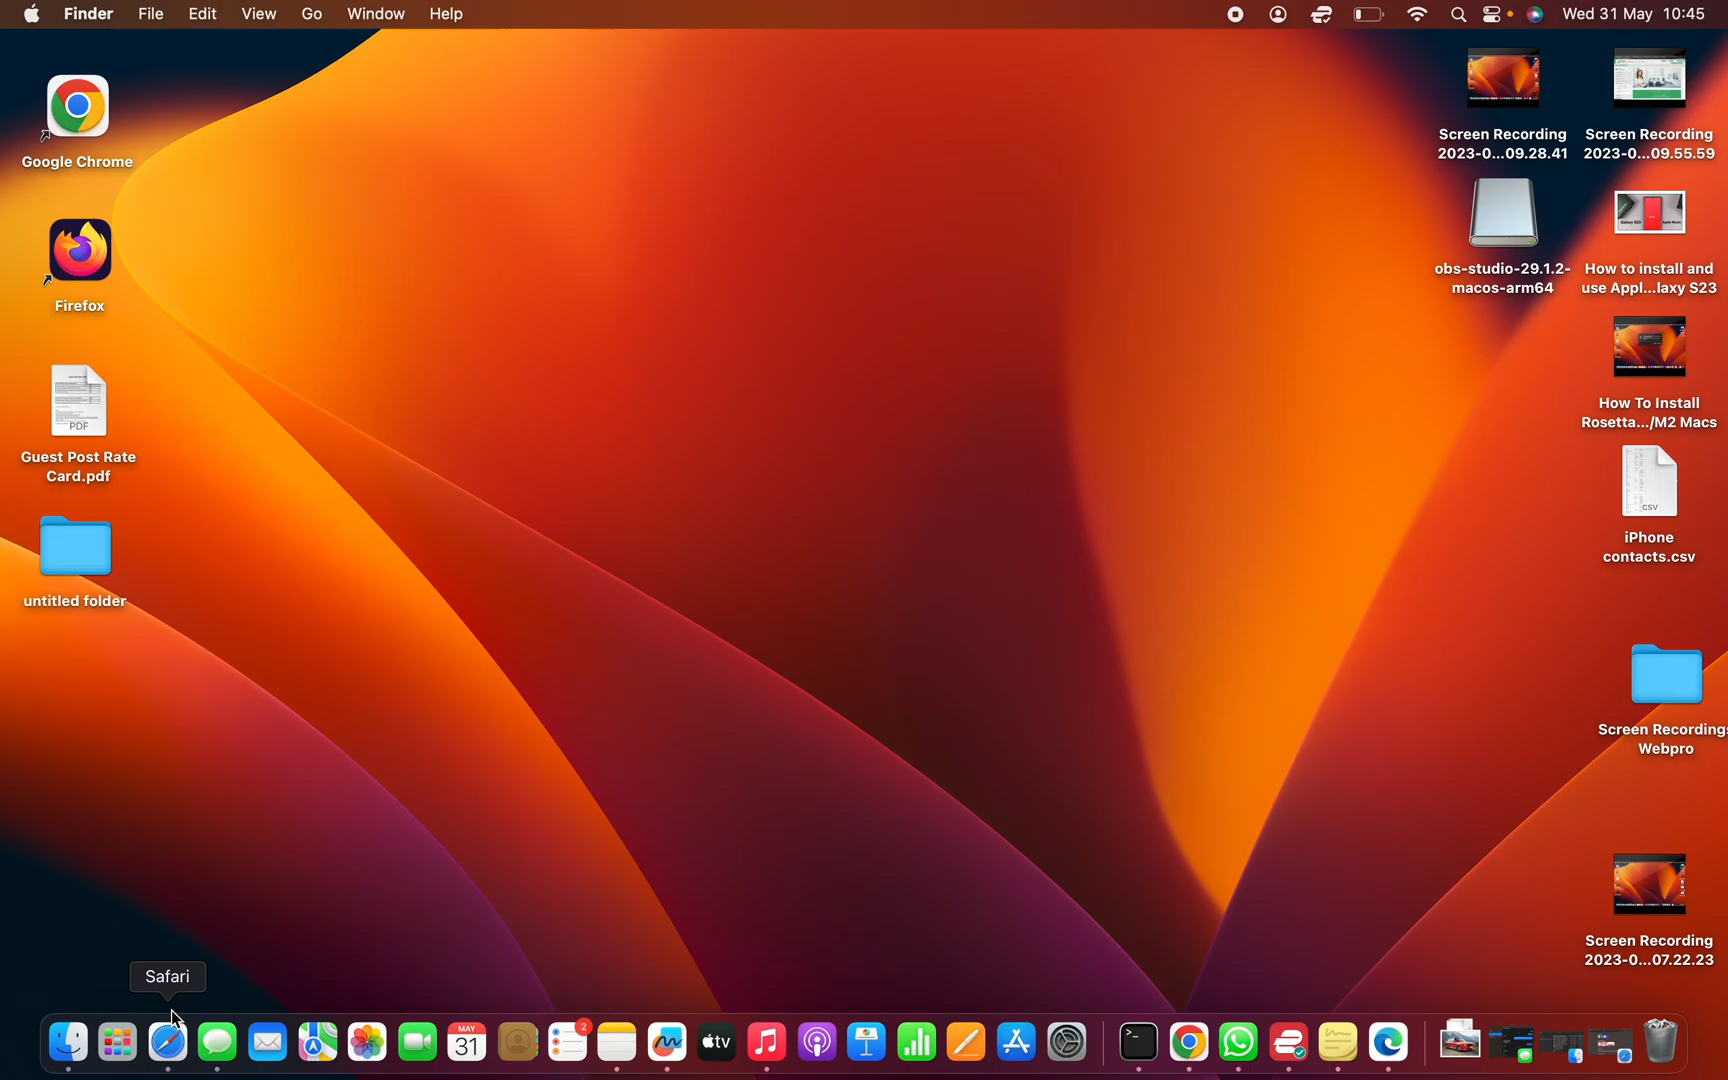 Finder File Edit View Go Window Help
Wed 31 May 10:45
Google Chrome
Firefox
PDF
Guest Post Rate
Card.pdf
untitled folder
Screen Recording
2023-0...09.28.41
Screen Recording
2023-0...09.55.59
obs-studio-29.1.2-
macos-arm64
How to install and
use Appl...laxy S23
How To Install
Rosetta.../M2 Macs
CSV
iPhone
contacts.csv
Screen Recordings
Webpro
Screen Recording
2023-0...07.22.23
Safari
MAY
31
2
tv